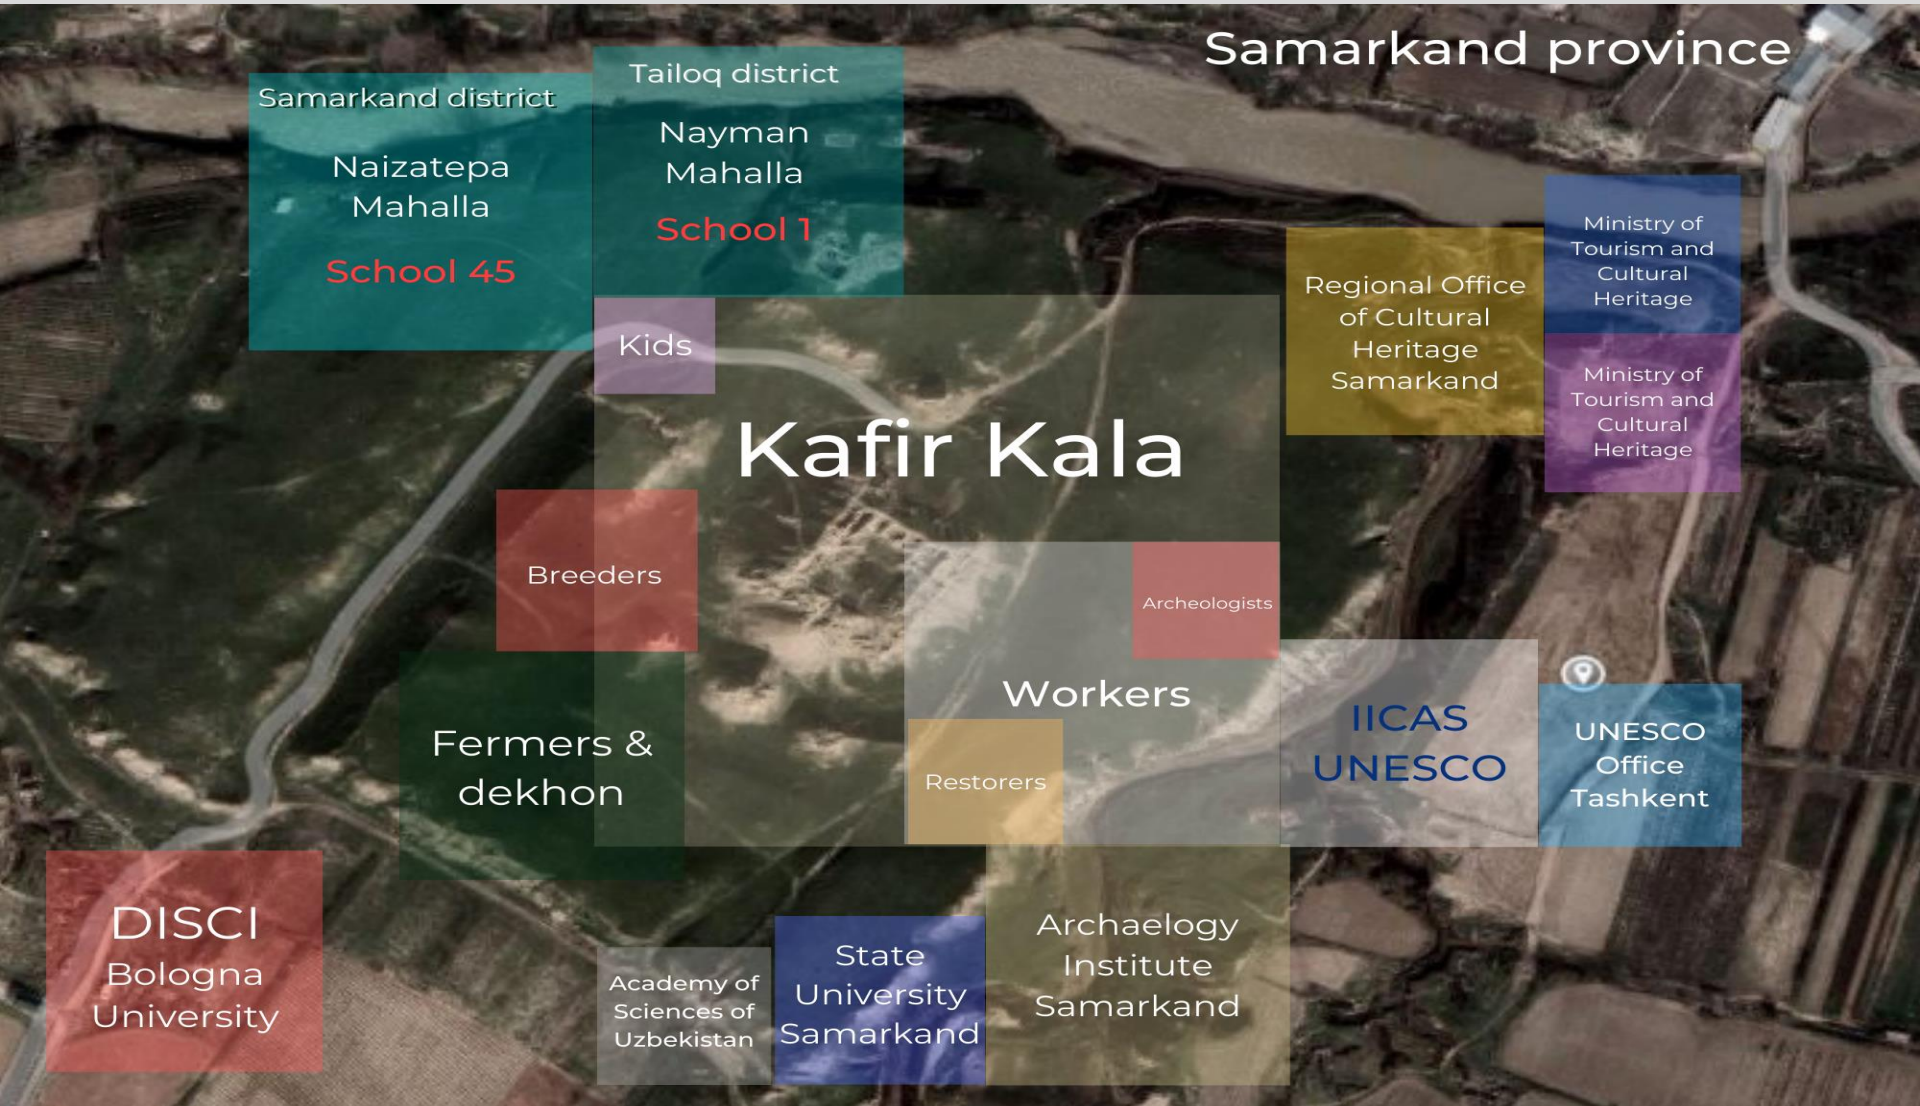 Samarkand province
Samarkand district
Naizatepa
Mahalla
School 45
Tailoq district
Nayman
Mahalla
School 1
Regional Office
of Cultural
Heritage
Samarkand
Ministry of
Tourism and
Cultural
Heritage
Ministry of
Tourism and
Cultural
Heritage
Kids
Kafir Kala
Breeders
Archeologists
Workers
Fermers &
dekhon
Restorers
IICAS
UNESCO
UNESCO
Office
Tashkent
DISCI
Bologna
University
Academy of
Sciences of
Uzbekistan
State
University
Samarkand
Archaelogy
Institute
Samarkand